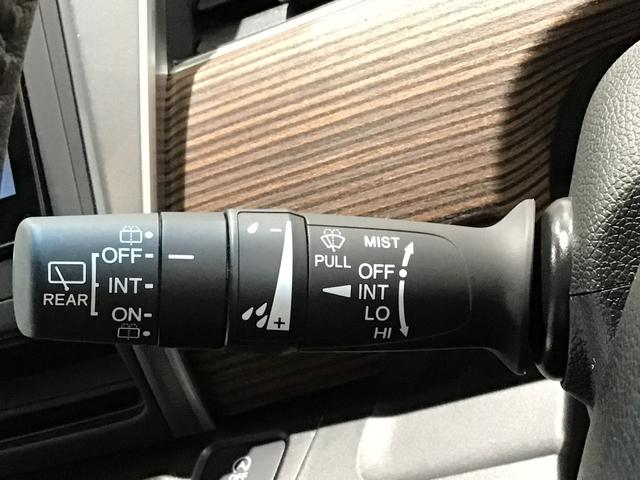 REAR
OFF
INT
ON
- +
PULL
MIST
OFF
INT
LO
HI